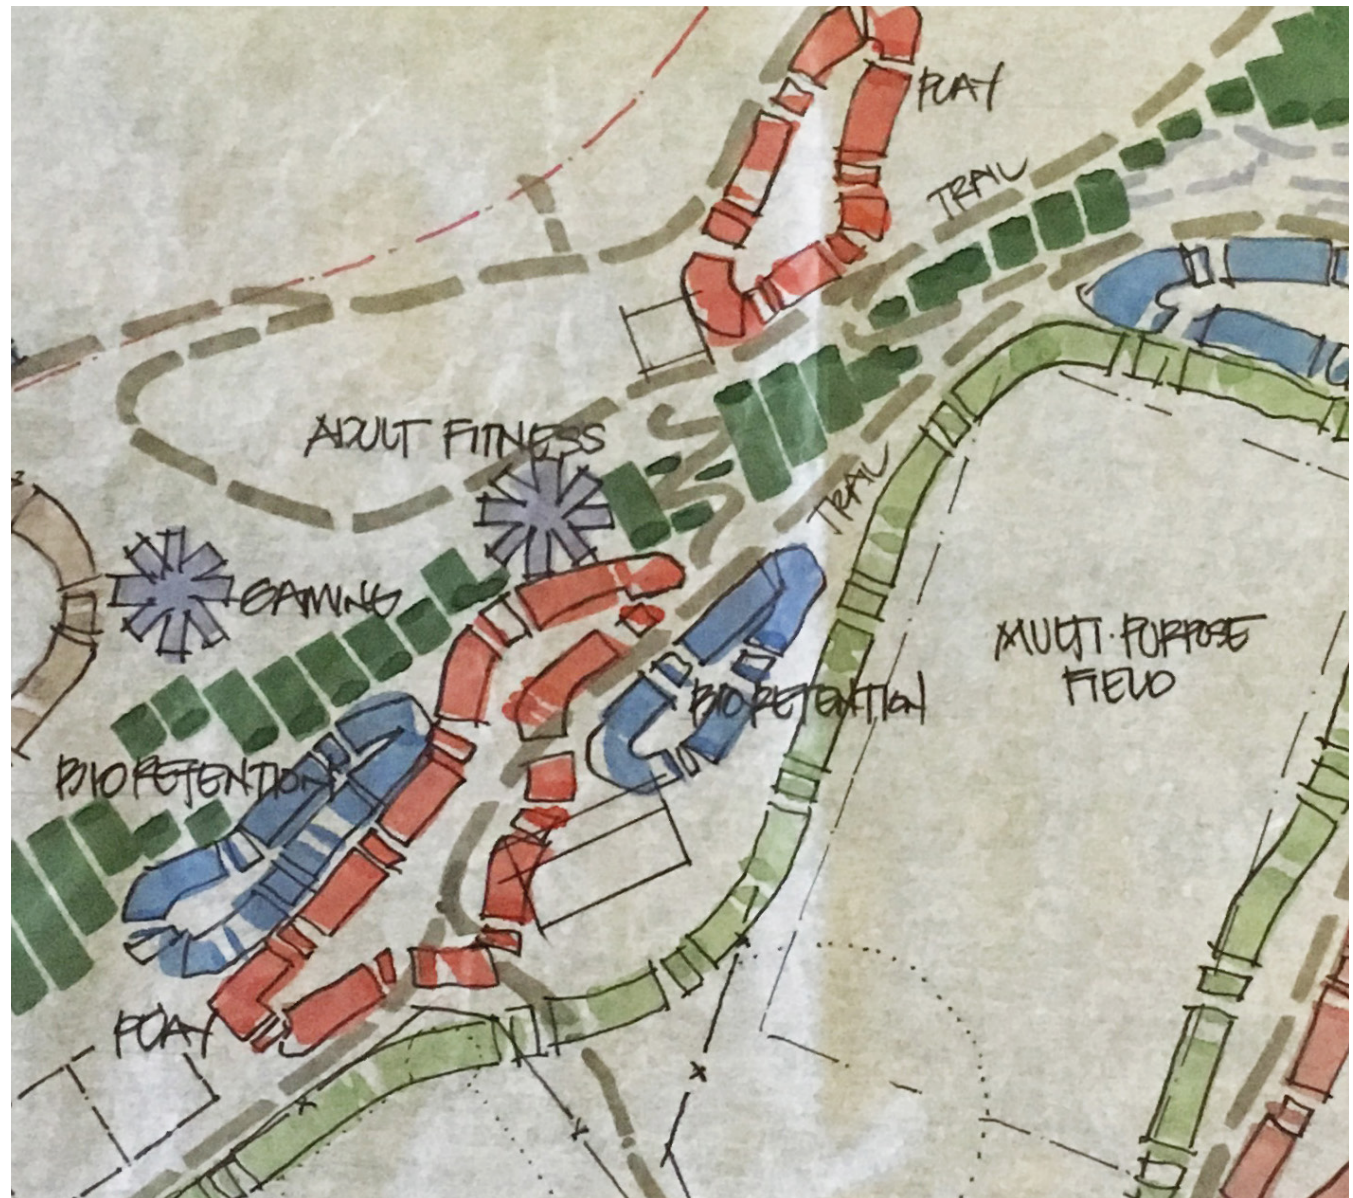 PLAY
TRAIL
ADULT FITNESS
TRAIL
GAMING
MULTI-PURPOSE
FIELD
BIORETENTION
BIORETENTION
PLAY